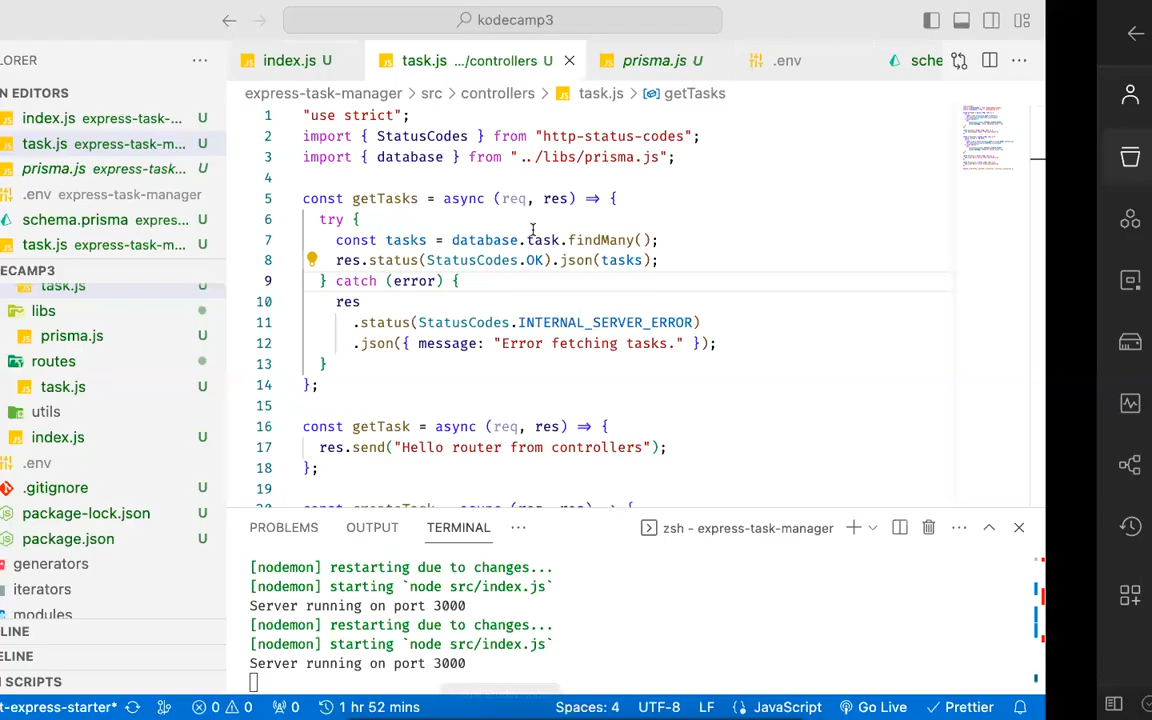 kodecamp3
LORER
index.js U
task.js .../controllers U
prisma.js U
.env
sche
N EDITORS
index.js express-task-... U
task.js express-task-m... U
prisma.js express-task... U
.env express-task-manager
schema.prisma expres... U
task.js express-task-m... U
ECAMP3
task.js U
libs
prisma.js U
routes
task.js U
utils
index.js U
.env
.gitignore U
package-lock.json U
package.json U
generators
iterators
modules
LINE
ELINE
SCRIPTS
express-task-manager > src > controllers > task.js > getTasks
1 "use strict";
2 import { StatusCodes } from "http-status-codes";
3 import { database } from "../libs/prisma.js";
4
5 const getTasks = async (req, res) => {
6 try {
7 const tasks = database.task.findMany();
8 res.status(StatusCodes.OK).json(tasks);
9 } catch (error) {
10 res
11 .status(StatusCodes.INTERNAL_SERVER_ERROR)
12 .json({ message: "Error fetching tasks." });
13 }
14 };
15
16 const getTask = async (req, res) => {
17 res.send("Hello router from controllers");
18 };
19
20 const createTask = async (req, res) => {
PROBLEMS OUTPUT TERMINAL
zsh - express-task-manager
[nodemon] restarting due to changes...
[nodemon] starting `node src/index.js`
Server running on port 3000
[nodemon] restarting due to changes...
[nodemon] starting `node src/index.js`
Server running on port 3000
t-express-starter* 0 0 0 1 hr 52 mins Spaces: 4 UTF-8 LF JavaScript Go Live Prettier